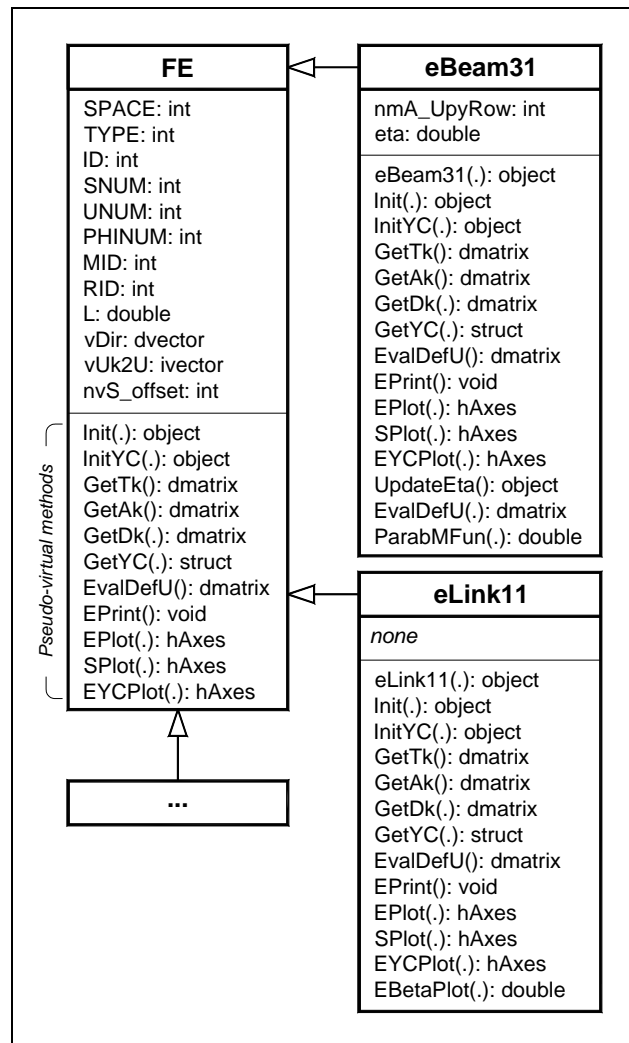 FE
SPACE: int
TYPE: int
ID: int
SNUM: int
UNUM: int
PHINUM: int
MID: int
RID: int
L: double
vDir: dvector
vUk2U: ivector
nvS_offset: int
Pseudo-virtual methods
Init(.): object
InitYC(.): object
GetTk(): dmatrix
GetAk(): dmatrix
GetDk(.): dmatrix
GetYC(.): struct
EvalDefU(): dmatrix
EPrint(): void
EPlot(.): hAxes
SPlot(.): hAxes
EYCPlot(.): hAxes
...
eBeam31
nmA_UpyRow: int
eta: double
eBeam31(.): object
Init(.): object
InitYC(.): object
GetTk(): dmatrix
GetAk(): dmatrix
GetDk(.): dmatrix
GetYC(.): struct
EvalDefU(): dmatrix
EPrint(): void
EPlot(.): hAxes
SPlot(.): hAxes
EYCPlot(.): hAxes
UpdateEta(): object
EvalDefU(.): dmatrix
ParabMFun(.): double
eLink11
none
eLink11(.): object
Init(.): object
InitYC(.): object
GetTk(): dmatrix
GetAk(): dmatrix
GetDk(.): dmatrix
GetYC(.): struct
EvalDefU(): dmatrix
EPrint(): void
EPlot(.): hAxes
SPlot(.): hAxes
EYCPlot(.): hAxes
EBetaPlot(.): double